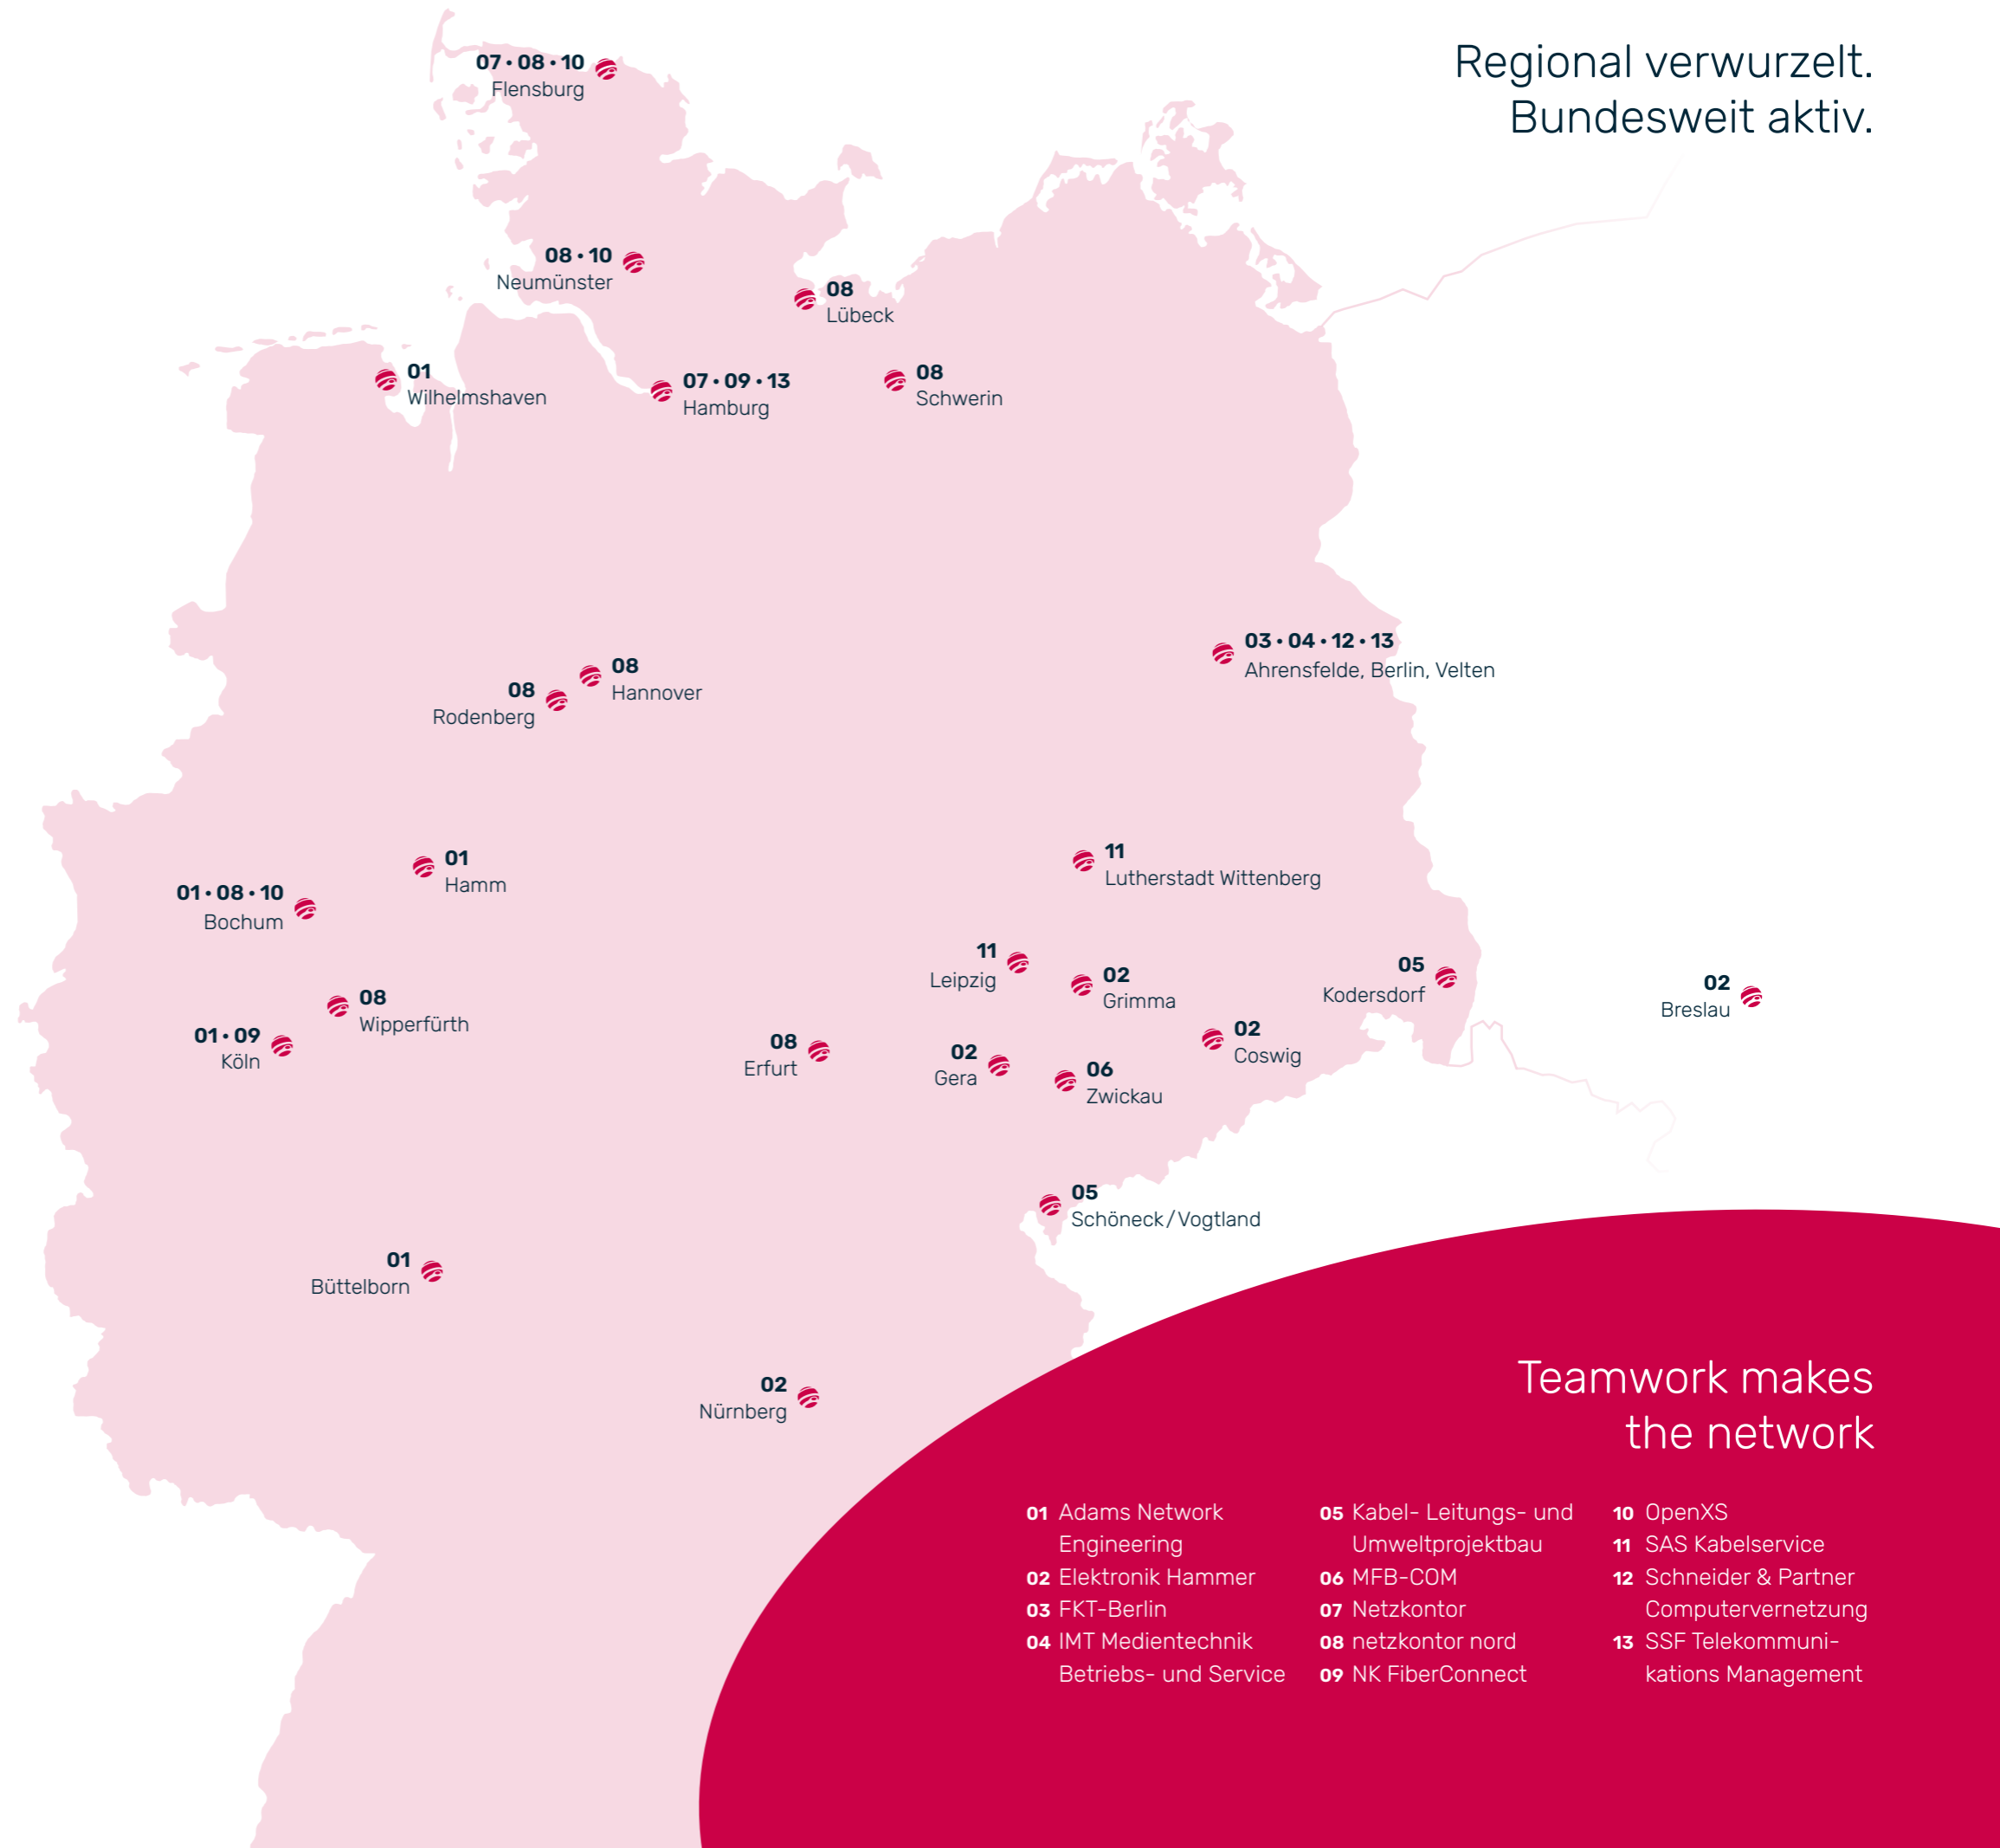 Regional verwurzelt.
Bundesweit aktiv.
07 • 08 • 10
Flensburg
08 • 10
Neumünster
08
Lübeck
01
Wilhelmshaven
07 • 09 • 13
Hamburg
08
Schwerin
03 • 04 • 12 • 13
Ahrensfelde, Berlin, Velten
08
Hannover
08
Rodenberg
01
Hamm
01 • 08 • 10
Bochum
11
Lutherstadt Wittenberg
11
Leipzig
02
Grimma
05
Kodersdorf
02
Breslau
08
Wipperfürth
01 • 09
Köln
08
Erfurt
02
Gera
02
Coswig
06
Zwickau
05
Schöneck/Vogtland
01
Büttelborn
02
Nürnberg
Teamwork makes
the network
01 Adams Network
Engineering
02 Elektronik Hammer
03 FKT-Berlin
04 IMT Medientechnik
Betriebs- und Service
05 Kabel- Leitungs- und
Umweltprojektbau
06 MFB-COM
07 Netzkontor
08 netzkontor nord
09 NK FiberConnect
10 OpenXS
11 SAS Kabelservice
12 Schneider & Partner
Computervernetzung
13 SSF Telekommuni-
kations Management